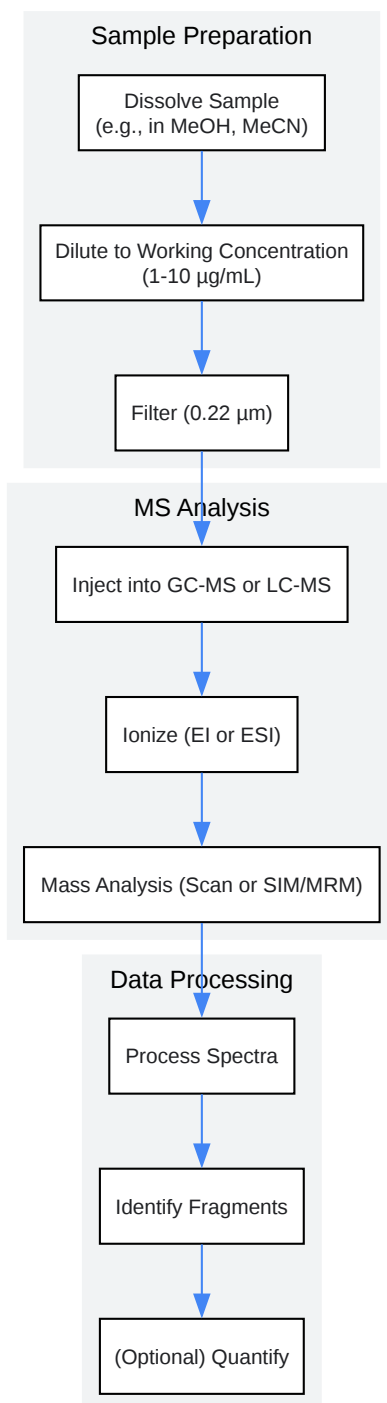 Sample Preparation
Dissolve Sample
(e.g., in MeOH, MeCN)
Dilute to Working Concentration
(1-10 µg/mL)
Filter (0.22 µm)
MS Analysis
Inject into GC-MS or LC-MS
Ionize (EI or ESI)
Mass Analysis (Scan or SIM/MRM)
Data Processing
Process Spectra
Identify Fragments
(Optional) Quantify